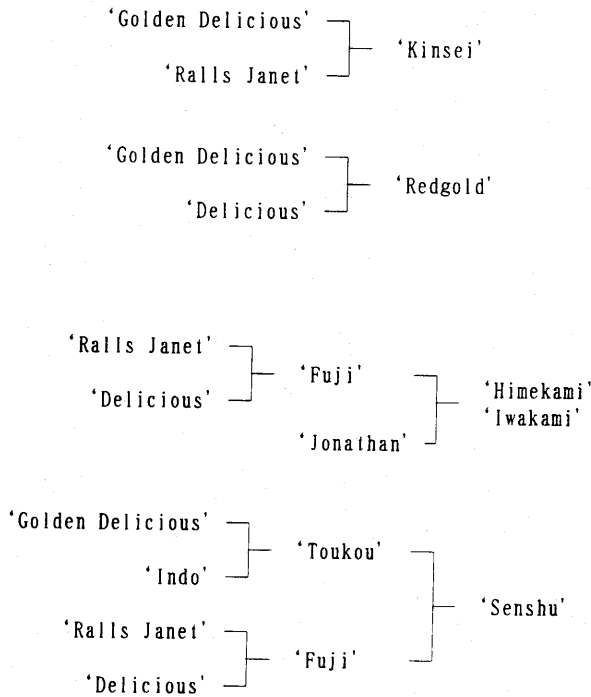 ‘Golden Delicious’
‘Kinsei’
‘Ralls Janet’
‘Golden Delicious’
‘Redgold’
‘Delicious’
‘Ralls Janet’
‘Fuji’
‘Delicious’
‘Himekami’
‘Iwakami’
‘Jonathan’
‘Golden Delicious’
‘Toukou’
‘Indo’
‘Senshu’
‘Ralls Janet’
‘Fuji’
‘Delicious’